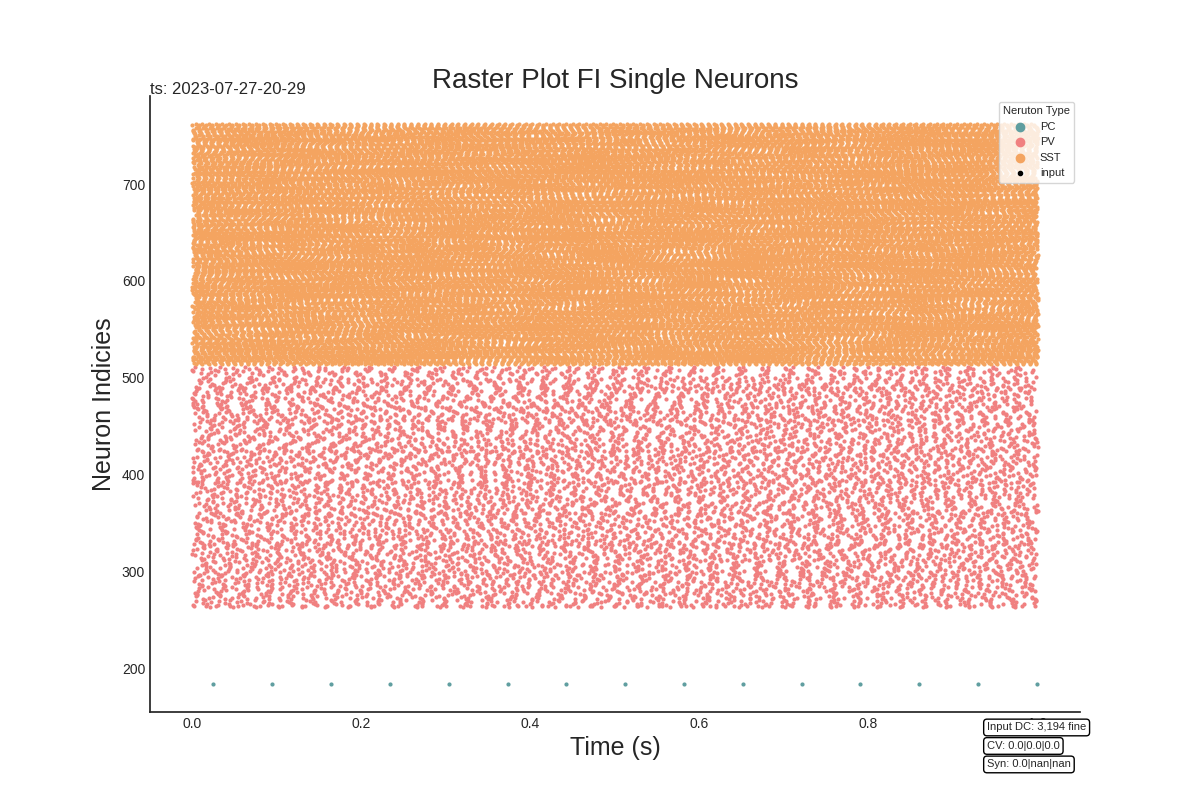 Raster Plot FI Single Neurons
ts: 2023-07-27-20-29
Neruton Type
PC
PV
SST
input
Neuron Indicies
700
600
500
400
300
200
0.0
0.2
0.4
0.6
0.8
Time (s)
Input DC: 3,194 fine
CV: 0.0|0.0|0.0
Syn: 0.0|nan|nan